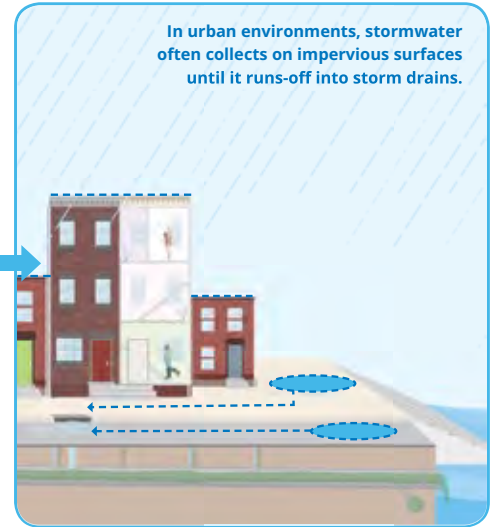 In urban environments, stormwater
often collects on impervious surfaces
until it runs-off into storm drains.